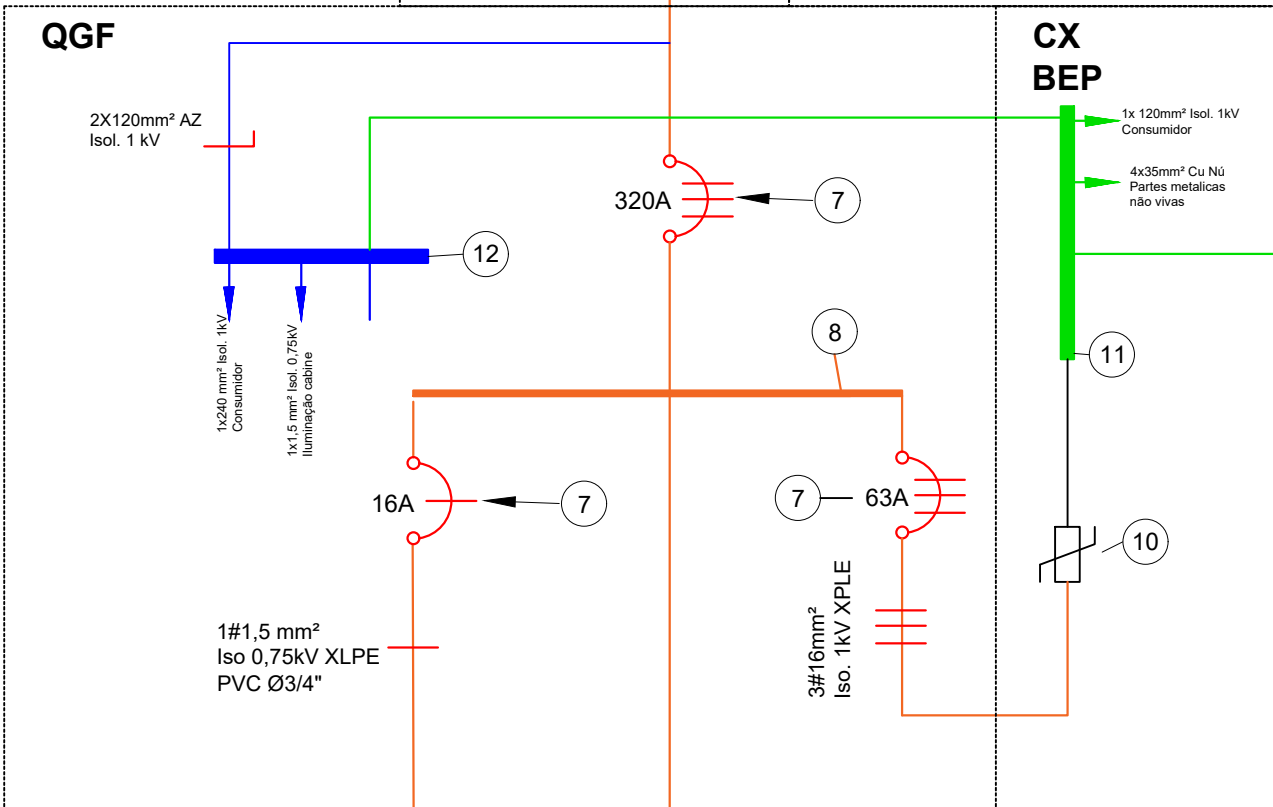 QGF
CX
BEP
2X120mm² AZ
Isol. 1 kV
1x 120mm² Isol. 1kV
Consumidor
4x35mm² Cu Nú
Partes metalicas
não vivas
320A
7
12
1x240 mm² Isol. 1kV
Consumidor
1x1,5 mm² Isol. 0,75kV
Iluminação cabine
8
11
16A
7
7
63A
10
1#1,5 mm²
Iso 0,75kV XLPE
PVC Ø3/4"
3#16mm²
Iso. 1kV XPLE